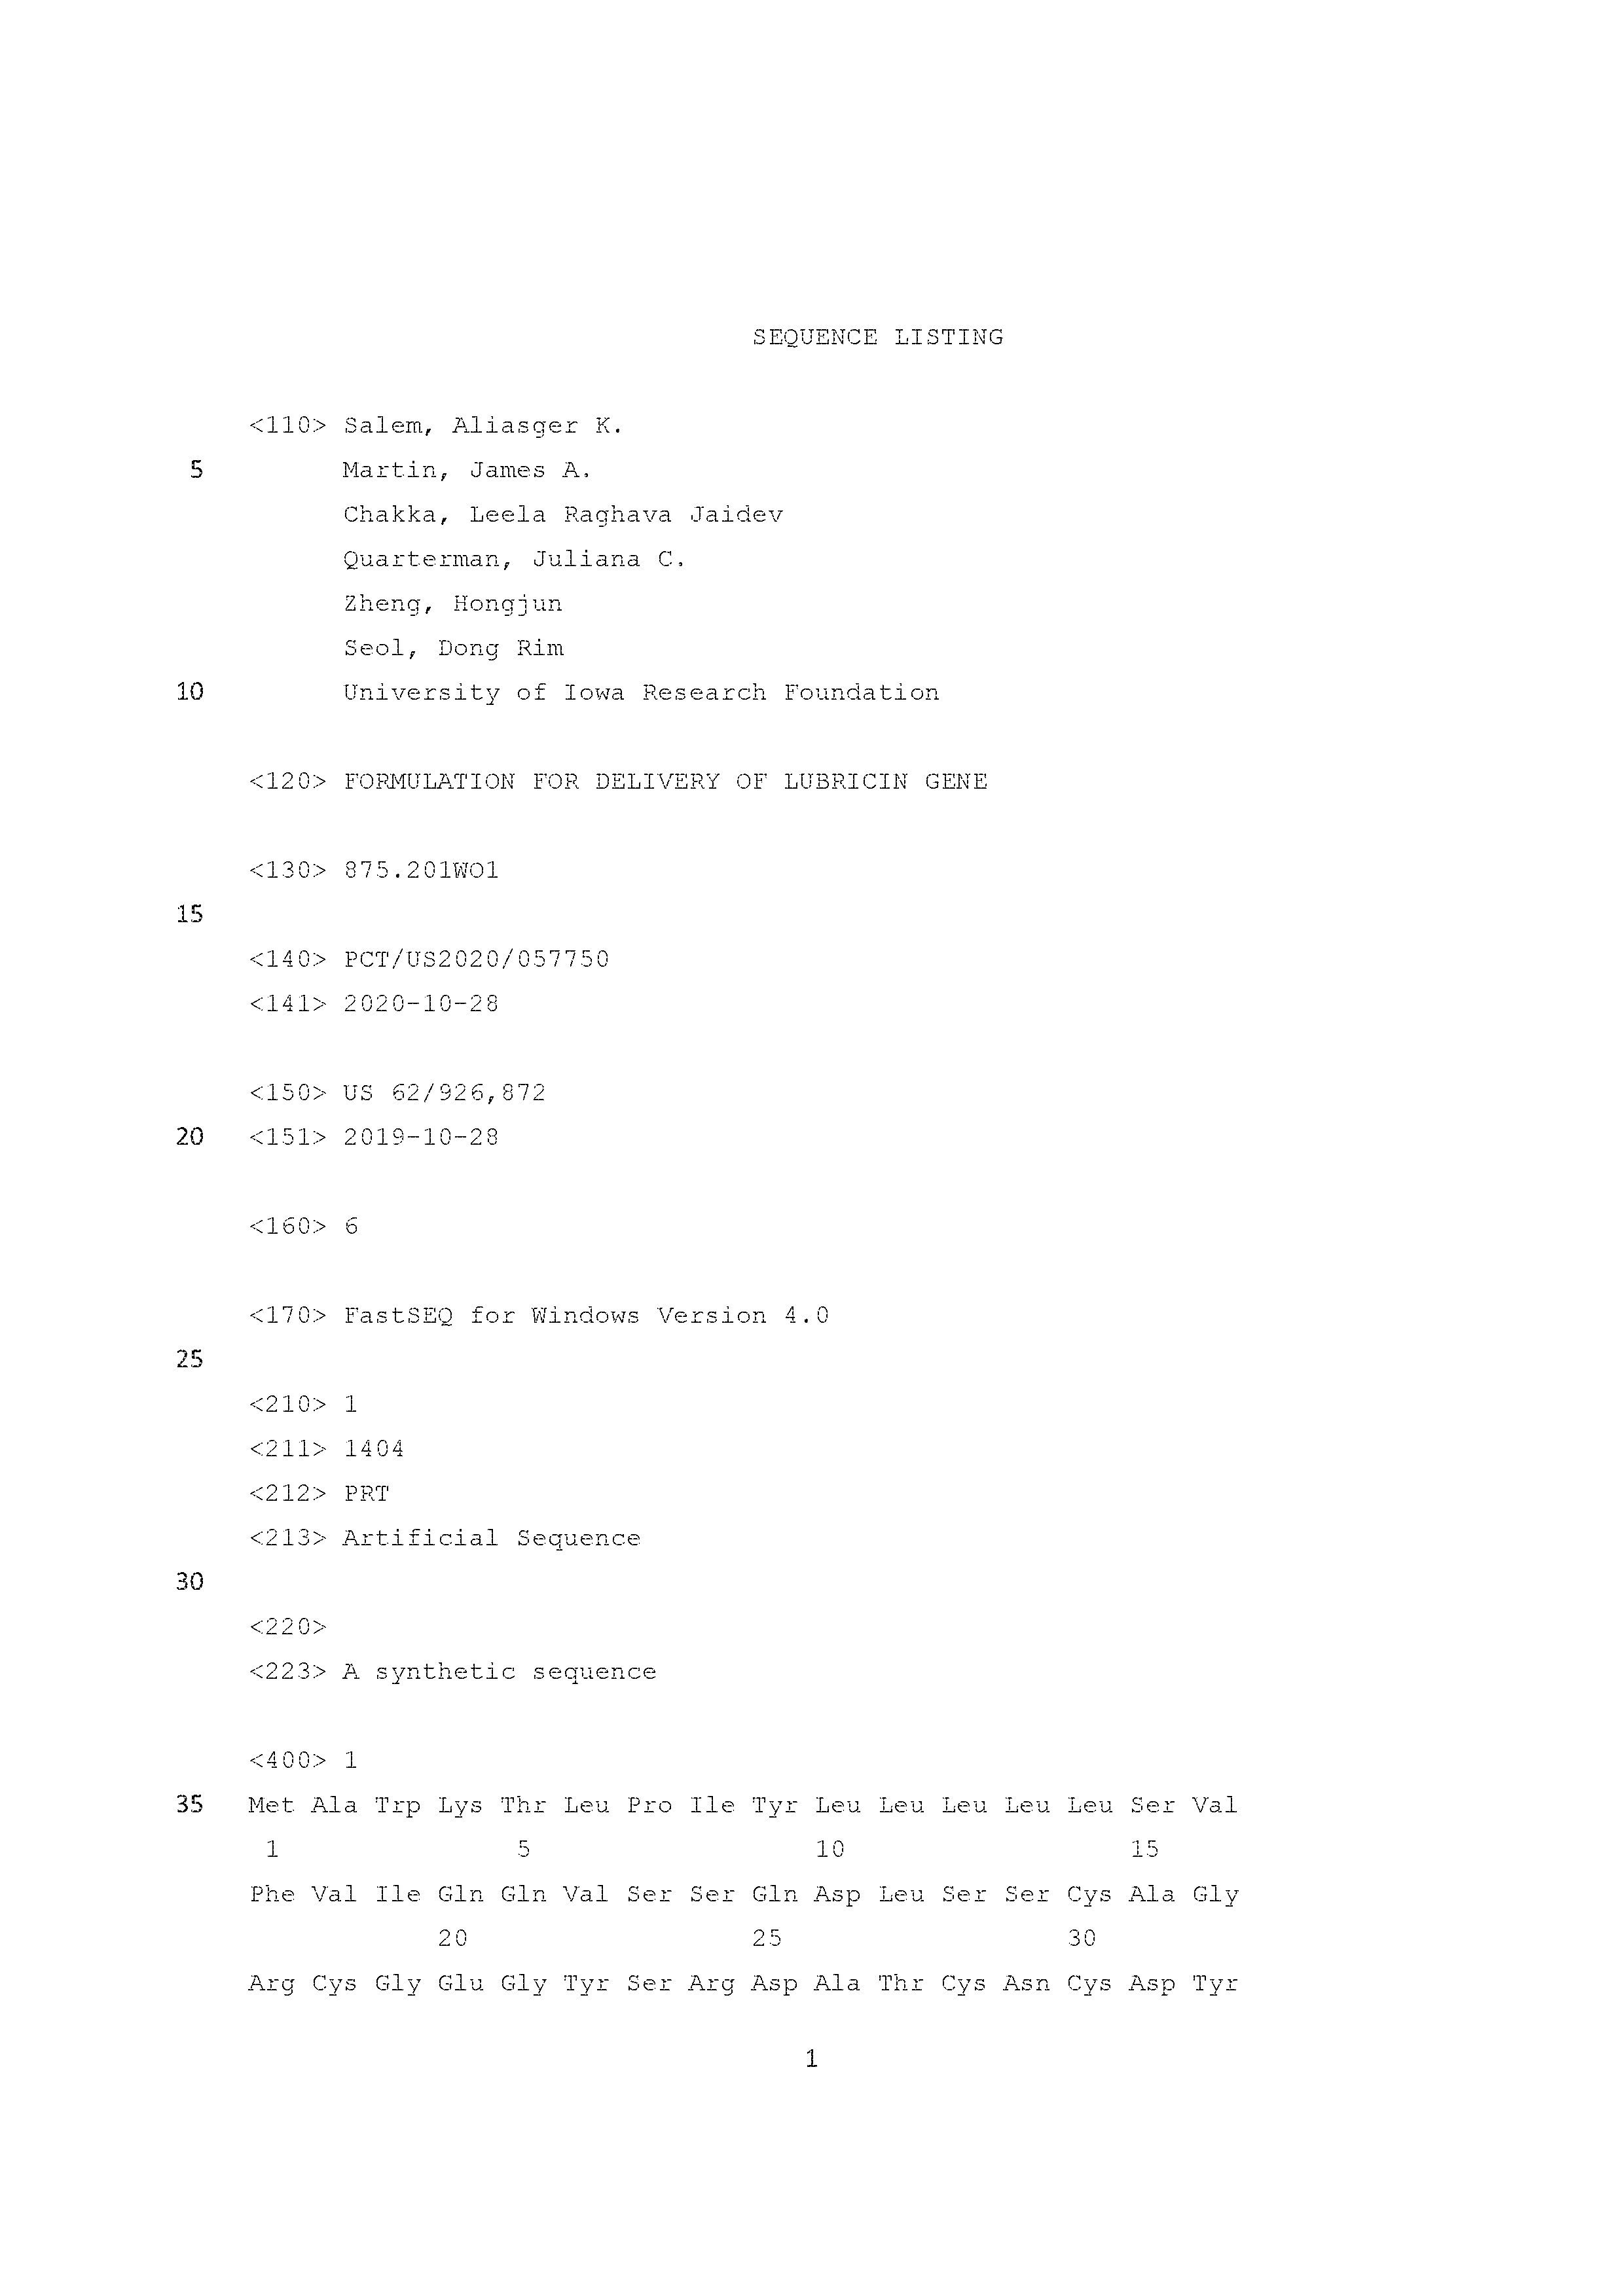 SEQUENCE LISTING
<110> Salem, Aliasger K.
5 Martin, James A.
Chakka, Leela Raghava Jaidev
Quarterman, Juliana C.
Zheng, Hongjun
Seol, Dong Rim
10 University of Iowa Research Foundation
<120> FORMULATION FOR DELIVERY OF LUBRICIN GENE
<130> 875.201WO1
15
<140> PCT/US2020/057750
<141> 2020-10-28
<150> US 62/926,872
20 <151> 2019-10-28
<160> 6
<170> FastSEQ for Windows Version 4.0
25
<210> 1
<211> 1404
<212> PRT
<213> Artificial Sequence
30
<220>
<223> A synthetic sequence
<400> 1
35 Met Ala Trp Lys Thr Leu Pro Ile Tyr Leu Leu Leu Leu Leu Ser Val
1 5 10 15
Phe Val Ile Gln Gln Val Ser Ser Gln Asp Leu Ser Ser Cys Ala Gly
20 25 30
Arg Cys Gly Glu Gly Tyr Ser Arg Asp Ala Thr Cys Asn Cys Asp Tyr
1